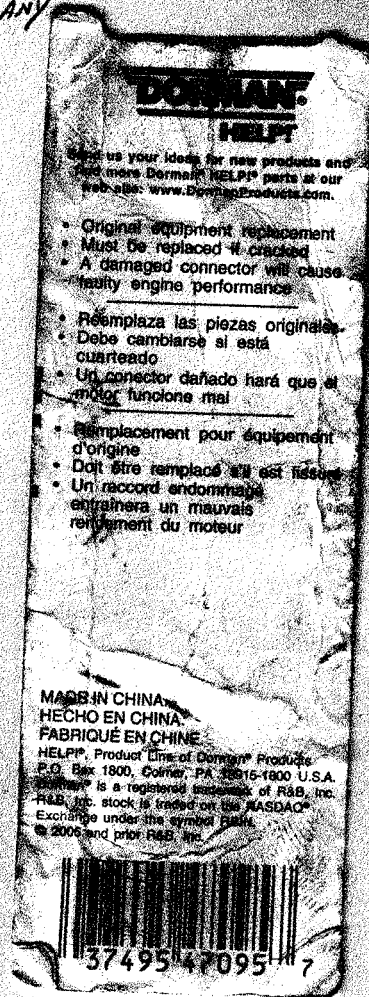 ANY
DORMAN®
HELP!®
Send us your ideas for new products and
find more Dorman® HELP!® parts at our
web site: www.DormanProducts.com.
• Original equipment replacement
• Must be replaced if cracked
• A damaged connector will cause
faulty engine performance
• Reemplaza las piezas originales.
• Debe cambiarse si está
cuarteado
• Un conector dañado hará que el
motor funcione mal
• Remplacement pour équipement
d'origine
• Doit être remplacé s'il est fissuré
• Un raccord endommagé
entraînera un mauvais
rendement du moteur
MADE IN CHINA
HECHO EN CHINA
FABRIQUÉ EN CHINE
HELP!®, Product Line of Dorman® Products
P.O. Box 1800, Colmar, PA 18915-1800 U.S.A.
Dorman® is a registered trademark of R&B, Inc.
R&B, Inc. stock is traded on the NASDAQ®
Exchange under the symbol RBIN.
© 2005 and prior R&B, Inc.
37495 47095 7